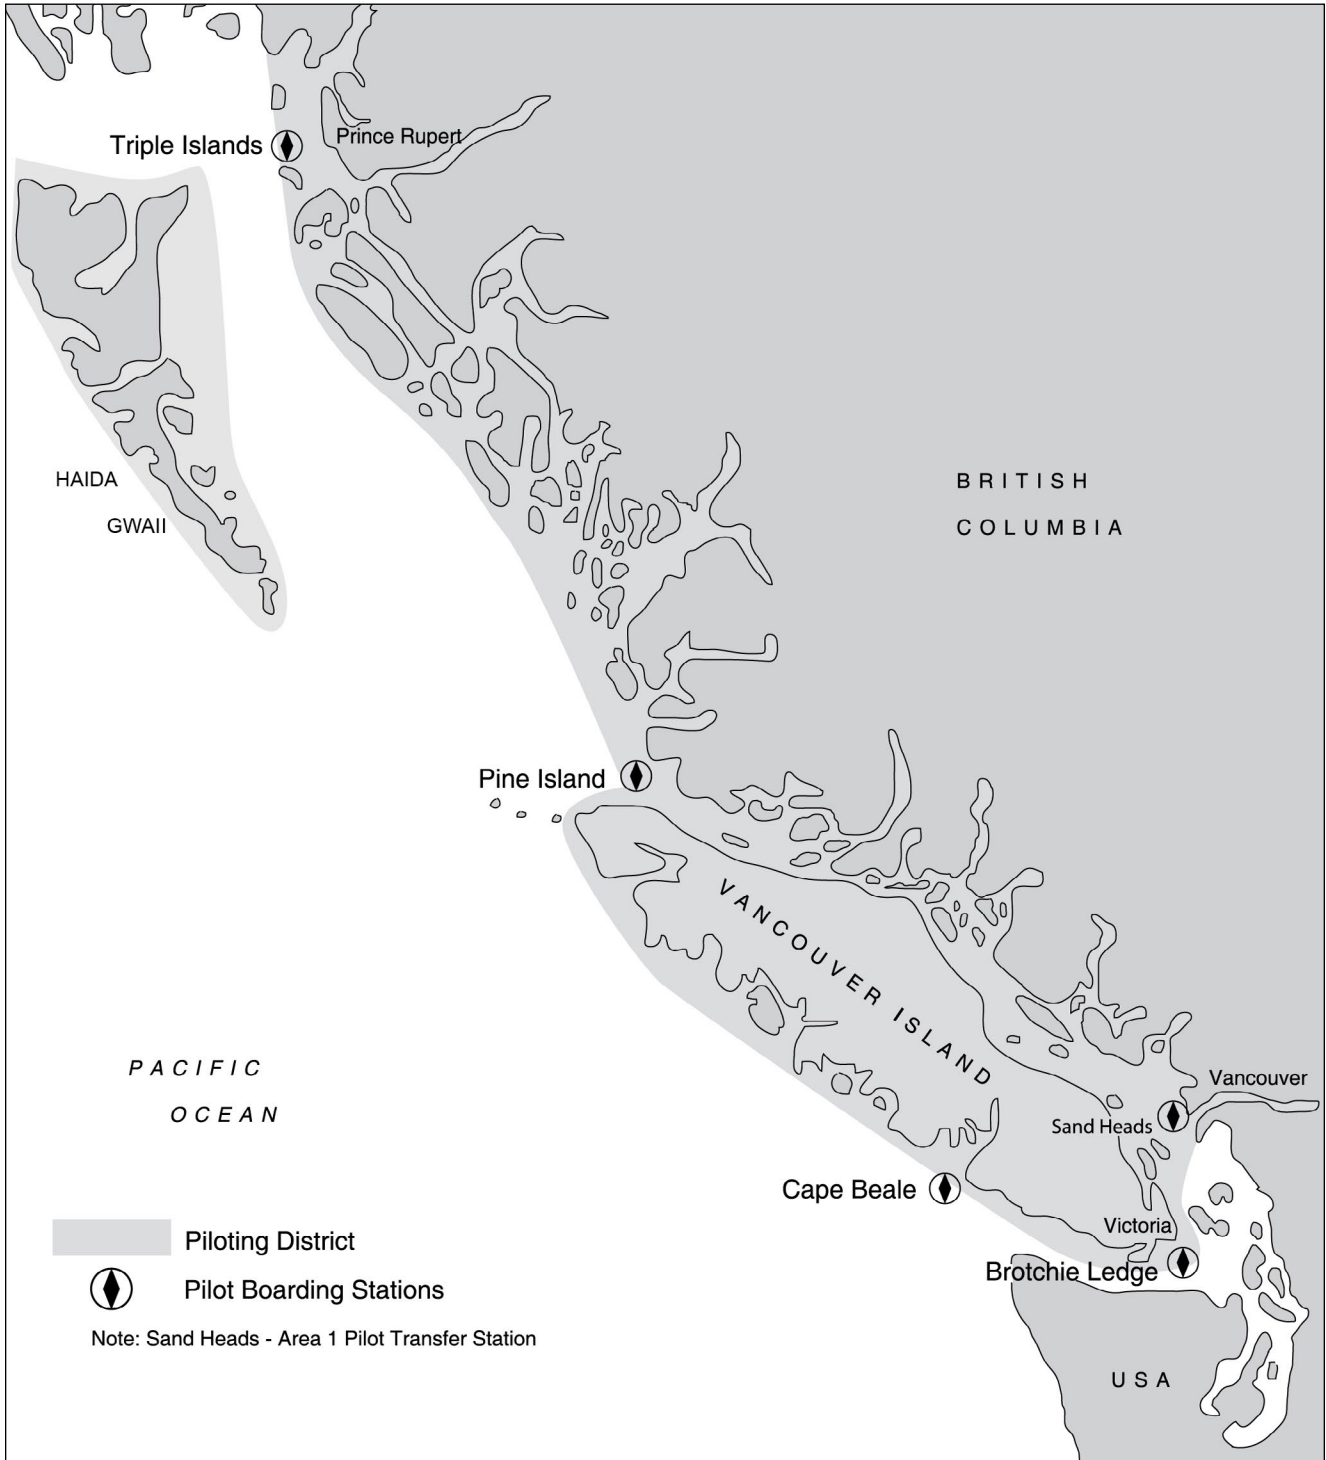 Triple Islands
Prince Rupert
HAIDA
GWAII
BRITISH
COLUMBIA
Pine Island
VANCOUVER ISLAND
PACIFIC
OCEAN
Vancouver
Sand Heads
Cape Beale
Victoria
Brotchie Ledge
Piloting District
Pilot Boarding Stations
Note: Sand Heads - Area 1 Pilot Transfer Station
USA